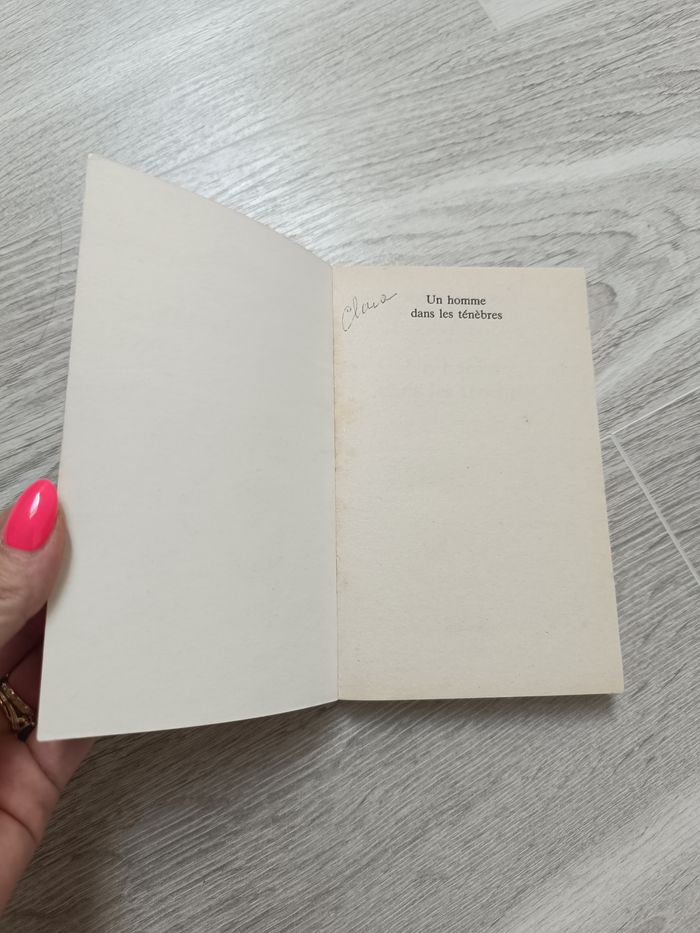 Clara
Un homme
dans les ténèbres